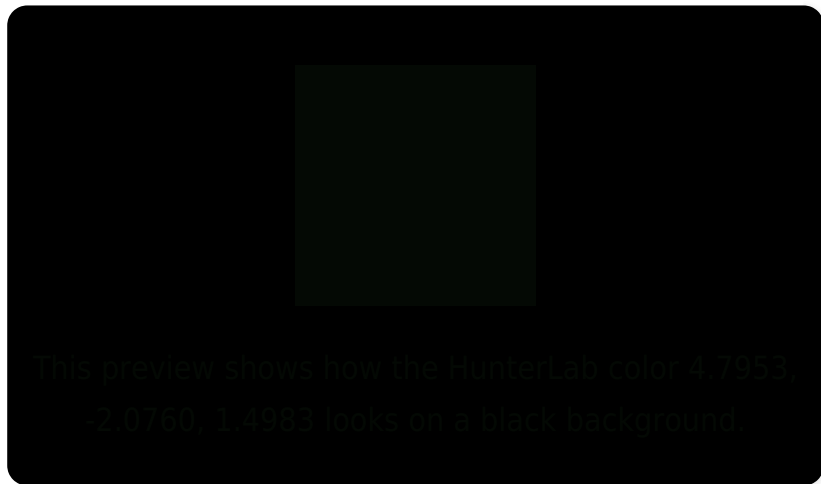 This preview shows how the HunterLab color 4.7953,
-2.0760, 1.4983 looks on a black background.